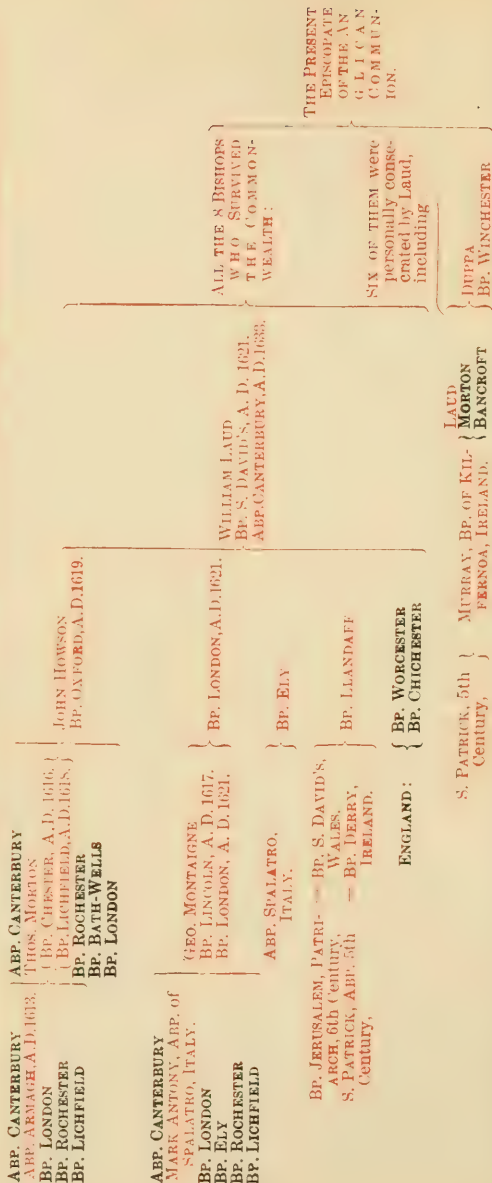 ABP. CANTERBURY
ABP. ARMAGH, A.D. 1613.
BP. LONDON
BP. ROCHESTER
BP. LICHFIELD
ABP. CANTERBURY
THOS. MORTON
BP. CHESTER, A.D. 1616.
BP. LICHFIELD, A.D. 1618.
BP. ROCHESTER
BP. BATH-WELLS
BP. LONDON
JOHN HOWSON
BP. OXFORD, A.D. 1619.
ABP. CANTERBURY
MARK ANTONY, ABP. of
SPALATRO, ITALY.
BP. LONDON
BP. ELY
BP. ROCHESTER
BP. LICHFIELD
GEO. MONTAIGNE
BP. LINCOLN, A. D. 1617.
BP. LONDON, A. D. 1621.
BP. LONDON, A.D. 1621.
ABP. SPALATRO,
ITALY.
BP. ELY
BP. JERUSALEM, PATRI-
ARCH, 6th Century,
S. PATRICK, ABP. 5th
Century,
= BP. S. DAVID'S,
WALES.
= BP. DERRY,
IRELAND.
BP. LLANDAFF
ENGLAND:
BP. WORCESTER
BP. CHICHESTER
WILLIAM LAUD
BP. S. DAVID'S, A. D. 1621.
ABP. CANTERBURY, A.D. 1633.
S. PATRICK, 5th
Century,
MURRAY, BP. OF KIL-
FERNOA, IRELAND.
LAUD
MORTON
BANCROFT
ALL THE 8 BISHOPS
WHO SURVIVED
THE COMMON-
WEALTH:
SIX OF THEM were
personally conse-
crated by Laud,
including
DUPPA
BP. WINCHESTER
THE PRESENT
EPISCOPATE
OF THE AN
GLICAN
COMMUN-
ION.